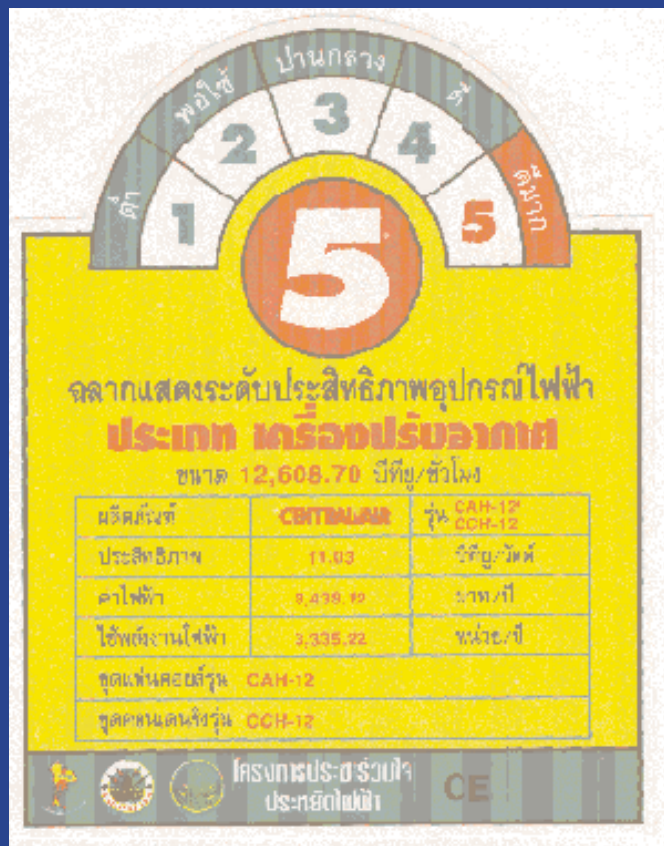 ต่ำ พอใช้ ปานกลาง ดี ดีมาก
1 2 3 4 5
5
ฉลากแสดงระดับประสิทธิภาพอุปกรณ์ไฟฟ้า
ประเภท เครื่องปรับอากาศ
ขนาด 12,608.70 บีทียู/ชั่วโมง
ผลิตภัณฑ์ CENTRAL AIR รุ่น CAH-12
CCH-12
ประสิทธิภาพ 11.03 บีทียู/วัตต์
ค่าไฟฟ้า บาท/ปี
ใช้พลังงานไฟฟ้า 3,335.22 หน่วย/ปี
ชุดแฟนคอยล์รุ่น CAH-12
ชุดคอนเดนซิ่งรุ่น CCH-12
โครงการประชาร่วมใจ
ประหยัดไฟฟ้า
CE